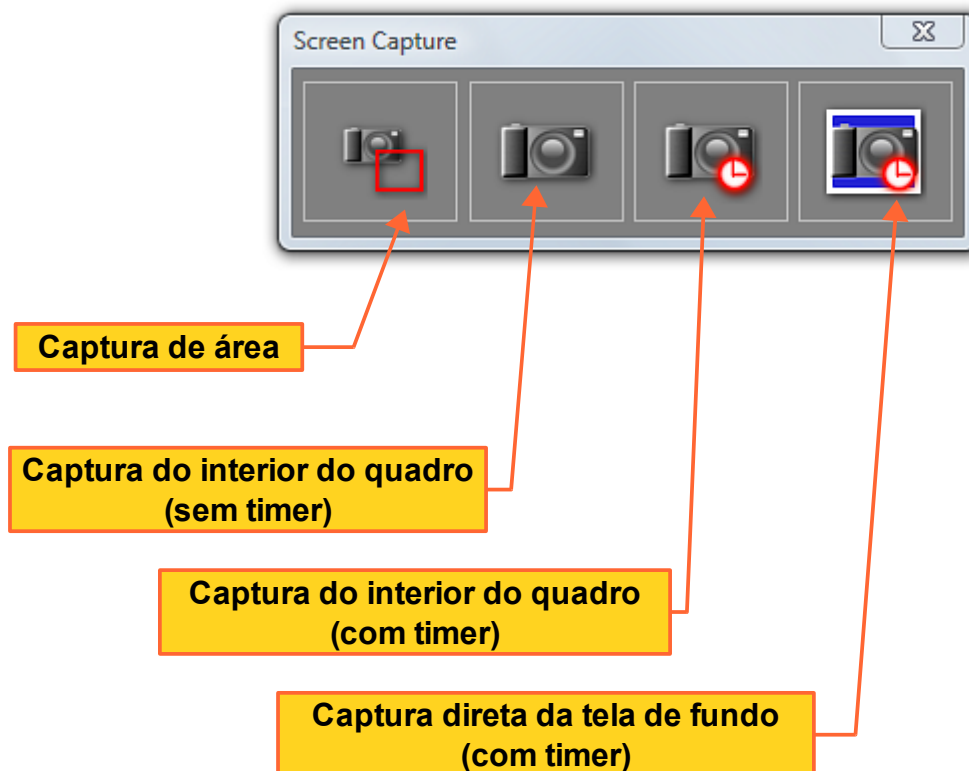 Screen Capture
Captura de área
Captura do interior do quadro
(sem timer)
Captura do interior do quadro
(com timer)
Captura direta da tela de fundo
(com timer)